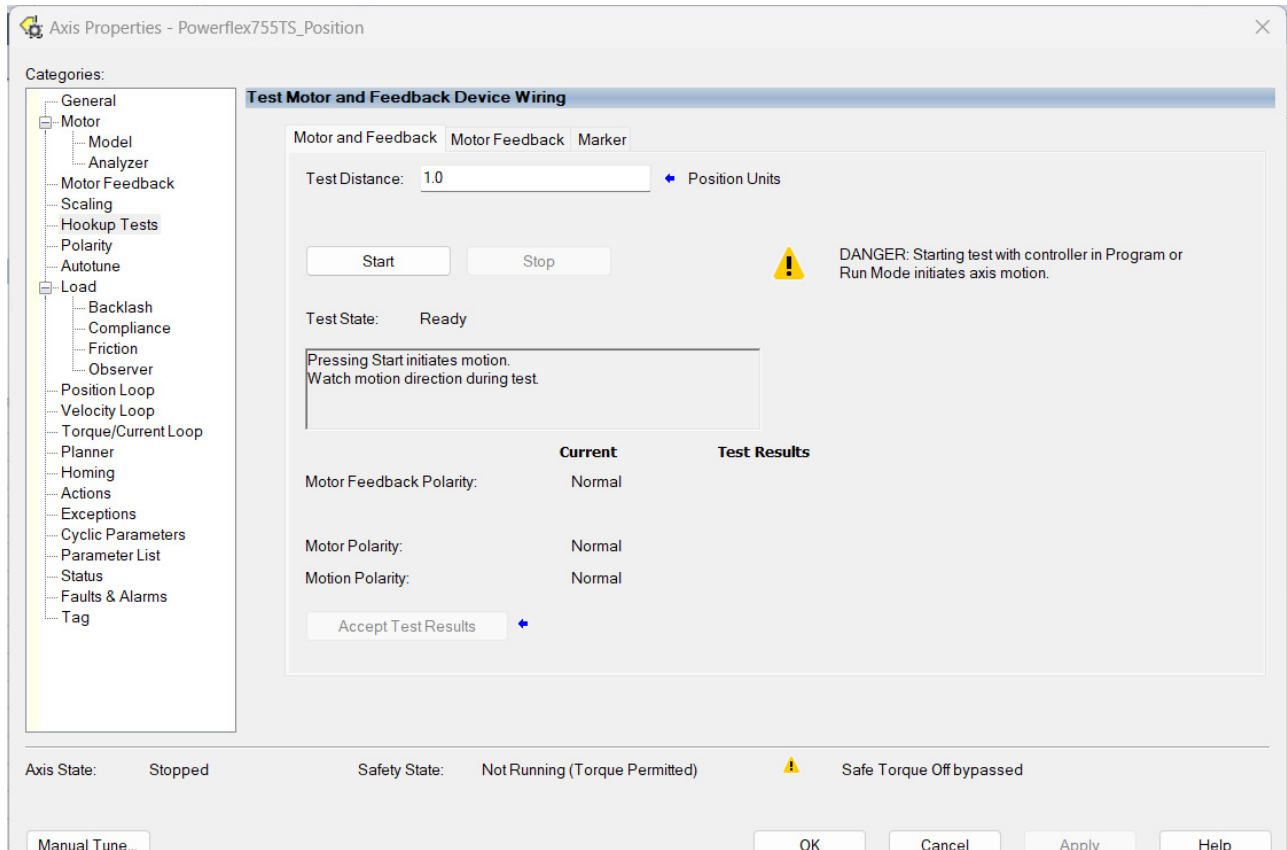 Axis Properties - Powerflex755TS_Position
Categories:
General
Motor
Model
Analyzer
Motor Feedback
Scaling
Hookup Tests
Polarity
Autotune
Load
Backlash
Compliance
Friction
Observer
Position Loop
Velocity Loop
Torque/Current Loop
Planner
Homing
Actions
Exceptions
Cyclic Parameters
Parameter List
Status
Faults & Alarms
Tag
Test Motor and Feedback Device Wiring
Motor and Feedback Motor Feedback Marker
Test Distance: 1.0 Position Units
Start Stop
DANGER: Starting test with controller in Program or
Run Mode initiates axis motion.
Test State: Ready
Pressing Start initiates motion.
Watch motion direction during test.
Current Test Results
Motor Feedback Polarity: Normal
Motor Polarity: Normal
Motion Polarity: Normal
Accept Test Results
Axis State: Stopped Safety State: Not Running (Torque Permitted) Safe Torque Off bypassed
Manual Tune... OK Cancel Apply Help